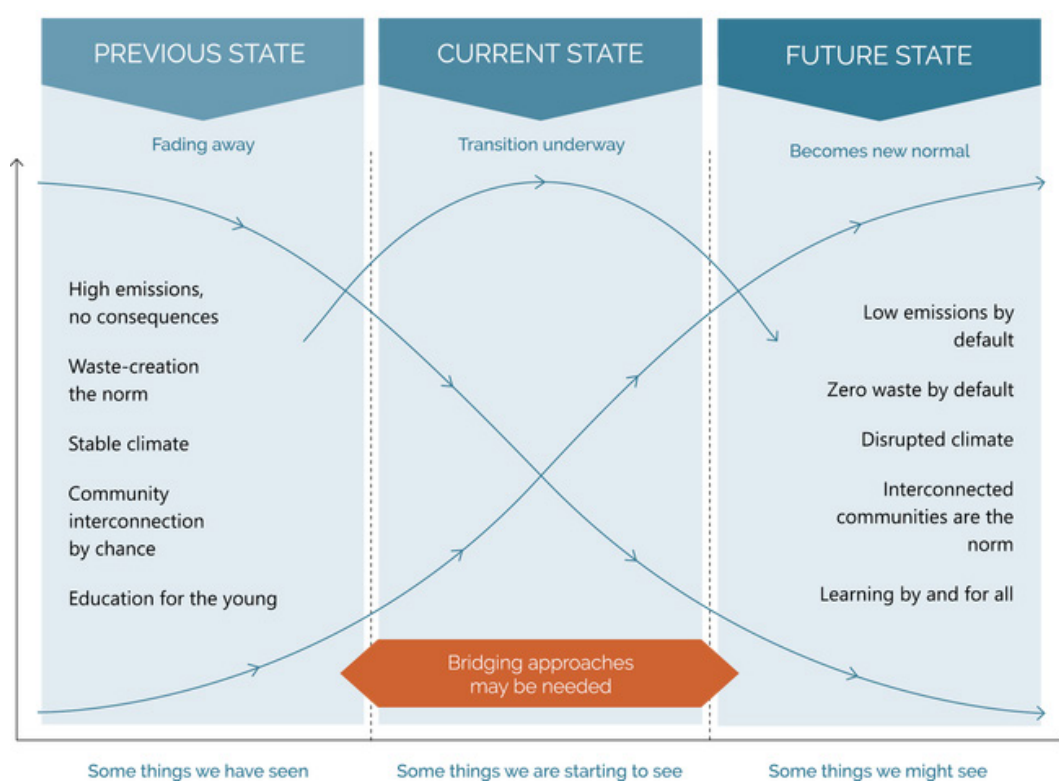 PREVIOUS STATE
CURRENT STATE
FUTURE STATE
Fading away
Transition underway
Becomes new normal
High emissions,
no consequences
Waste-creation
the norm
Stable climate
Community
interconnection
by chance
Education for the young
Low emissions by
default
Zero waste by default
Disrupted climate
Interconnected
communities are the
norm
Learning by and for all
Bridging approaches
may be needed
Some things we have seen
Some things we are starting to see
Some things we might see